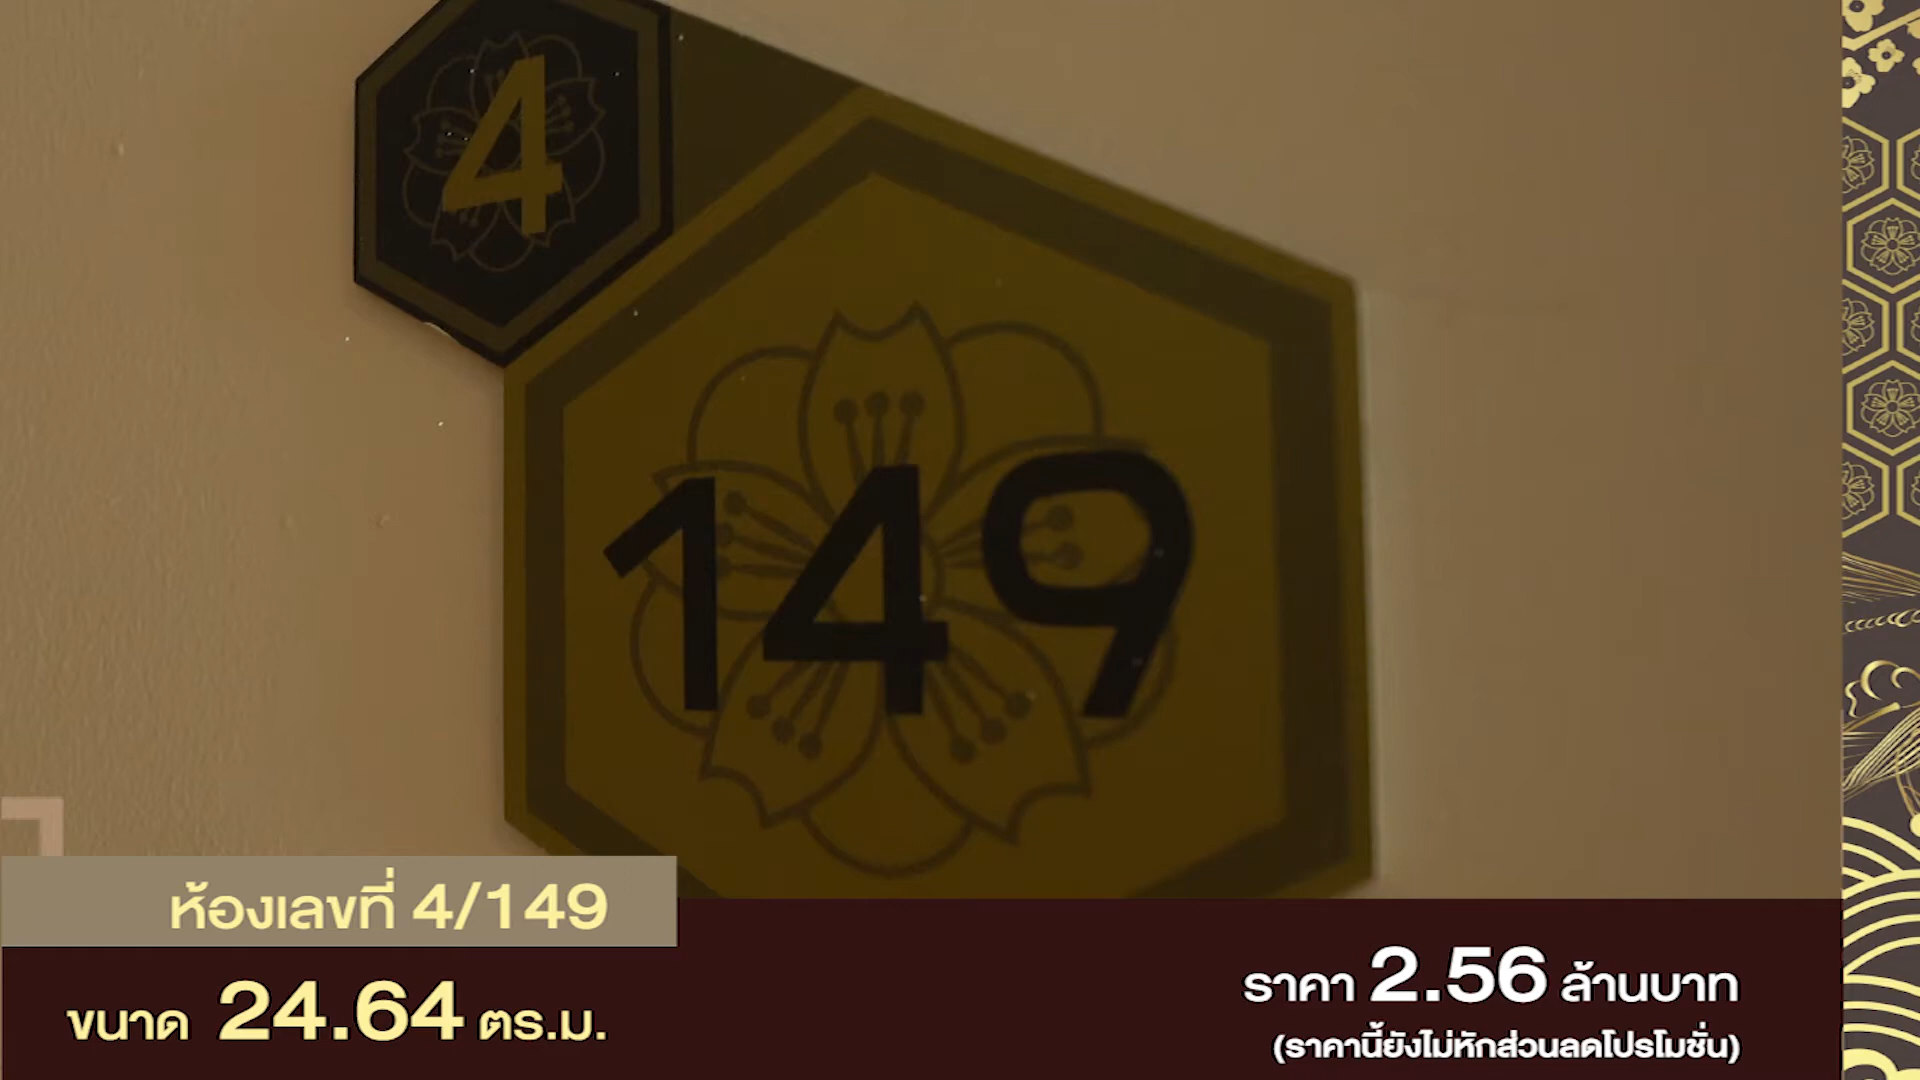 4
149
ห้องเลขที่ 4/149
ขนาด 24.64 ตร.ม.
ราคา 2.56 ล้านบาท
(ราคานี้ยังไม่หักส่วนลดโปรโมชั่น)